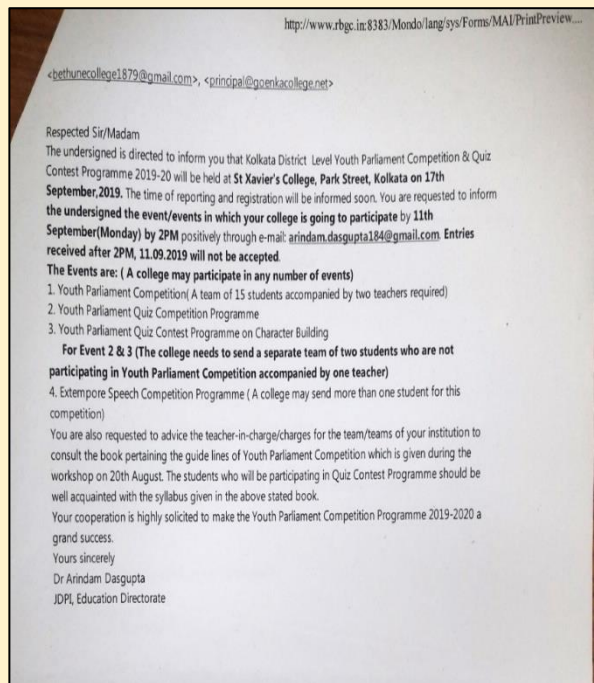 http://www.rbgc.in:8383/Mondo/lang/sys/Forms/MAI/PrintPreview....
<bethunecollege1879@gmail.com>, <principal@goenkacollege.net>
Respected Sir/Madam
The undersigned is directed to inform you that Kolkata District Level Youth Parliament Competition & Quiz
Contest Programme 2019-20 will be held at St Xavier's College, Park Street, Kolkata on 17th
September,2019. The time of reporting and registration will be informed soon. You are requested to inform
the undersigned the event/events in which your college is going to participate by 11th
September(Monday) by 2PM positively through e-mail: arindam.dasgupta184@gmail.com. Entries
received after 2PM, 11.09.2019 will not be accepted.
The Events are: ( A college may participate in any number of events)
1. Youth Parliament Competition( A team of 15 students accompanied by two teachers required)
2. Youth Parliament Quiz Competition Programme
3. Youth Parliament Quiz Contest Programme on Character Building
For Event 2 & 3 (The college needs to send a separate team of two students who are not
participating in Youth Parliament Competition accompanied by one teacher)
4. Extempore Speech Competition Programme ( A college may send more than one student for this
competition)
You are also requested to advice the teacher-in-charge/charges for the team/teams of your institution to
consult the book pertaining the guide lines of Youth Parliament Competition which is given during the
workshop on 20th August. The students who will be participating in Quiz Contest Programme should be
well acquainted with the syllabus given in the above stated book.
Your cooperation is highly solicited to make the Youth Parliament Competition Programme 2019-2020 a
grand success.
Yours sincerely
Dr Arindam Dasgupta
JDPI, Education Directorate